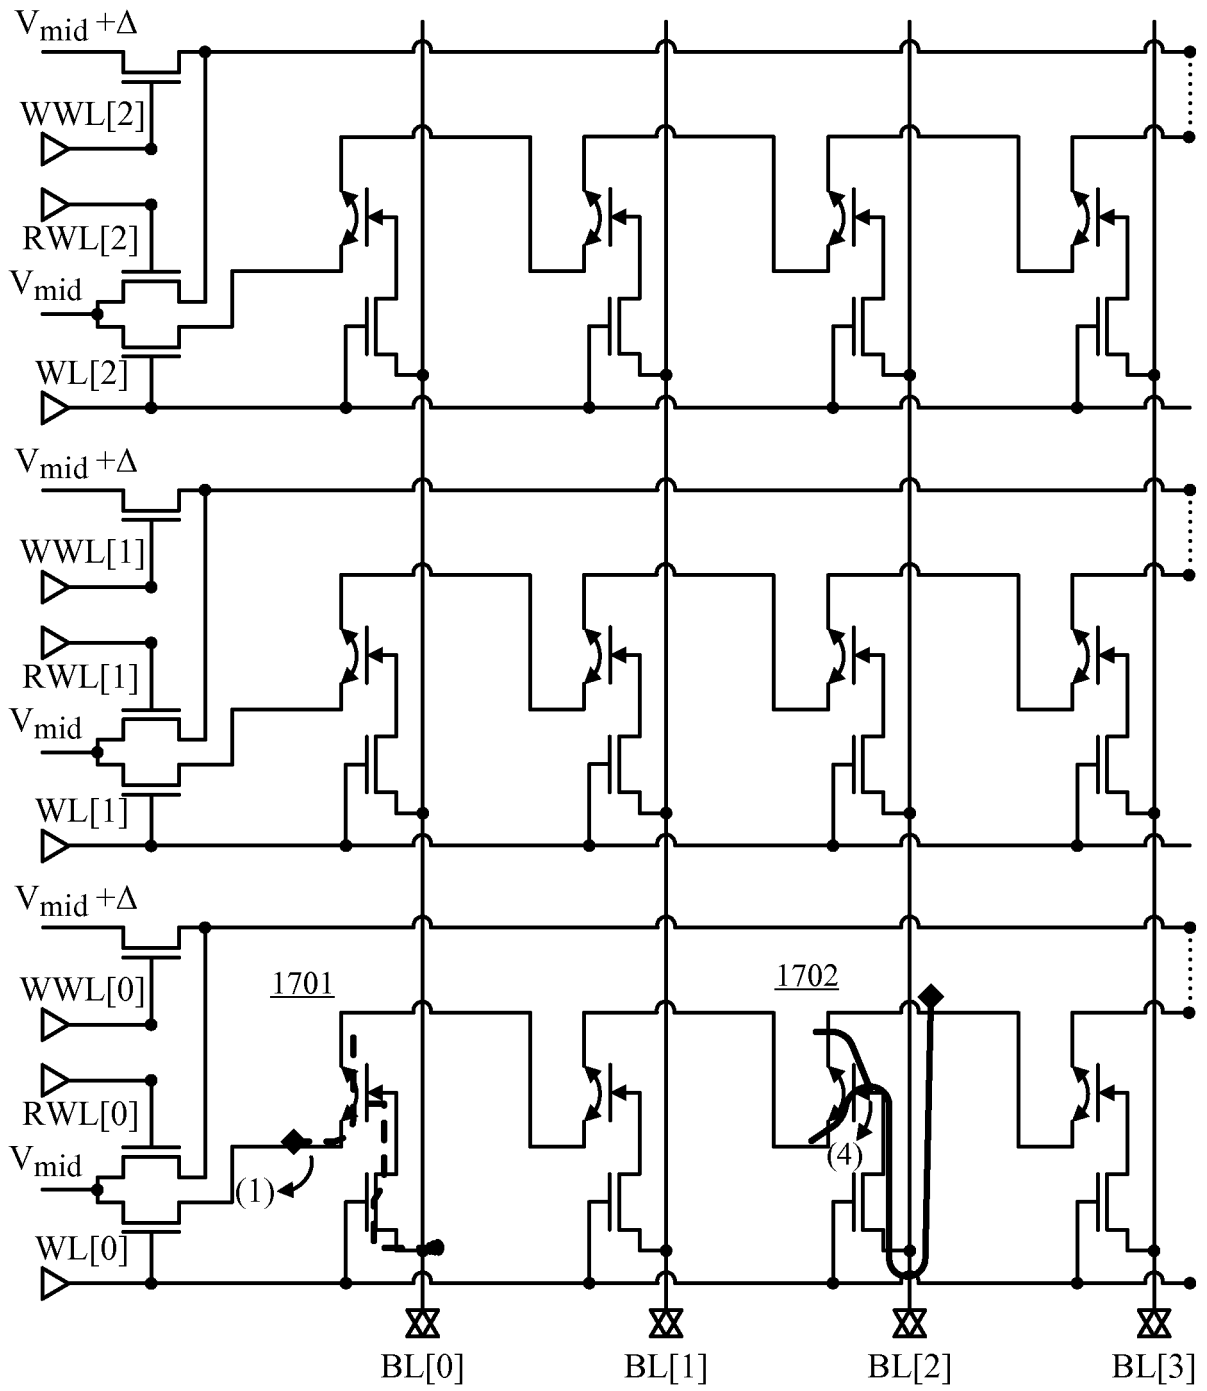 Vmid +Δ
WWL[2]
RWL[2]
Vmid
WL[2]
Vmid +Δ
WWL[1]
RWL[1]
Vmid
WL[1]
Vmid +Δ
WWL[0]
1701
1702
RWL[0]
Vmid
(1)
(4)
WL[0]
BL[0] BL[1] BL[2] BL[3]